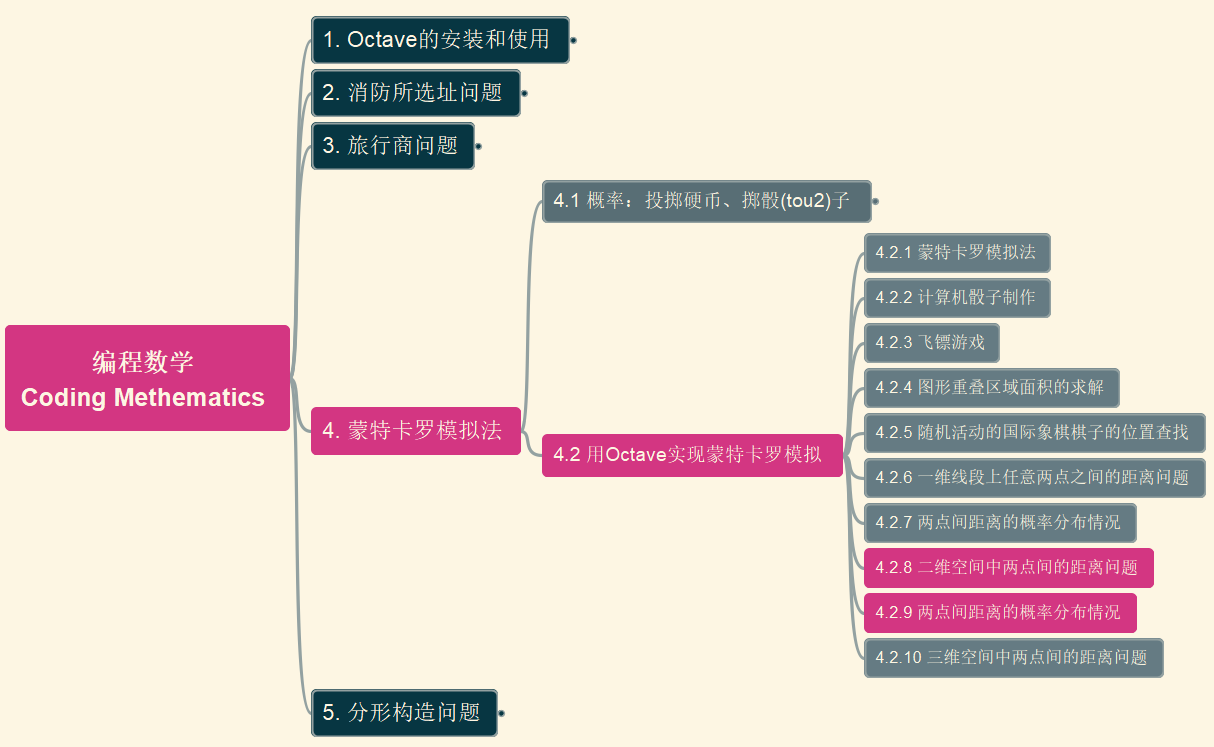 编程数学
Coding Methematics
1. Octave的安装和使用
2. 消防所选址问题
3. 旅行商问题
4. 蒙特卡罗模拟法
4.1 概率：投掷硬币、掷骰(tou2)子
4.2 用Octave实现蒙特卡罗模拟
4.2.1 蒙特卡罗模拟法
4.2.2 计算机骰子制作
4.2.3 飞镖游戏
4.2.4 图形重叠区域面积的求解
4.2.5 随机活动的国际象棋棋子的位置查找
4.2.6 一维线段上任意两点之间的距离问题
4.2.7 两点间距离的概率分布情况
4.2.8 二维空间中两点间的距离问题
4.2.9 两点间距离的概率分布情况
4.2.10 三维空间中两点间的距离问题
5. 分形构造问题